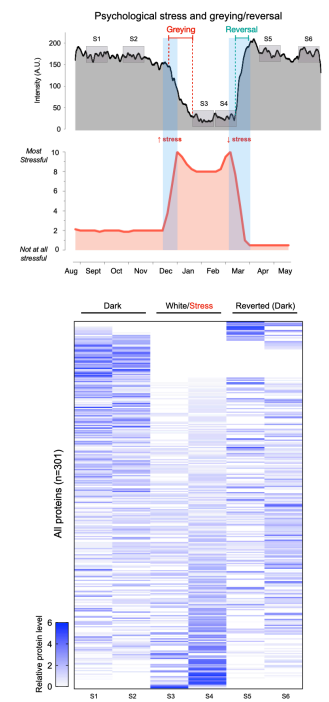 Psychological stress and greying/reversal
Greying
Reversal
S1
S2
S5
S6
S3
S4
200
150
100
50
0
Intensity (A.U.)
↑ stress
↓ stress
Most
Stressful
10
8
6
4
2
0
Not at all
stressful
Aug Sept Oct Nov Dec Jan Feb Mar Apr May
Dark
White/Stress
Reverted (Dark)
All proteins (n=301)
Relative protein level
6
4
2
0
S1 S2 S3 S4 S5 S6